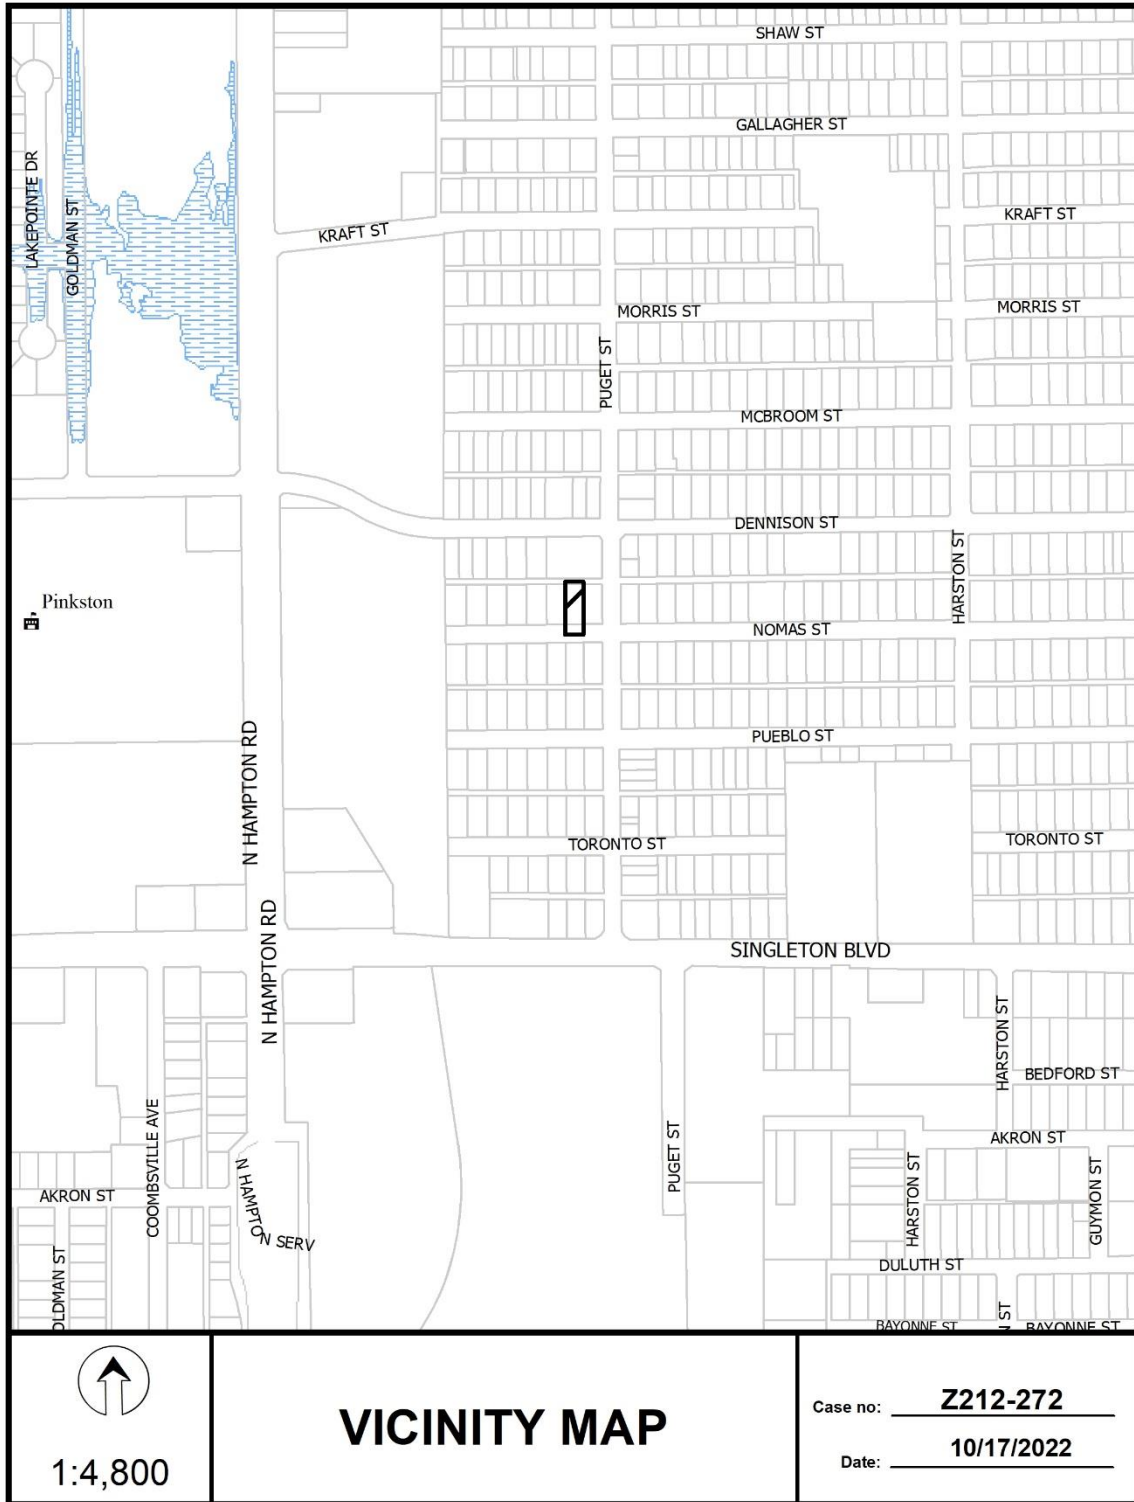 SHAW ST
GALLAGHER ST
LAKEPOINTE DR
GOLDMAN ST
KRAFT ST
KRAFT ST
MORRIS ST
MORRIS ST
PUGET ST
MCBROOM ST
DENNISON ST
HARSTON ST
Pinkston
NOMAS ST
PUEBLO ST
N HAMPTON RD
TORONTO ST
TORONTO ST
N HAMPTON RD
SINGLETON BLVD
HARSTON ST
BEDFORD ST
COOMBSVILLE AVE
PUGET ST
AKRON ST
HARSTON ST
GUYMON ST
AKRON ST
N HAMPTON SERV
DULUTH ST
OLDMAN ST
N ST
BAYONNE ST
BAYONNE ST
1:4,800
VICINITY MAP
Case no: Z212-272
Date: 10/17/2022